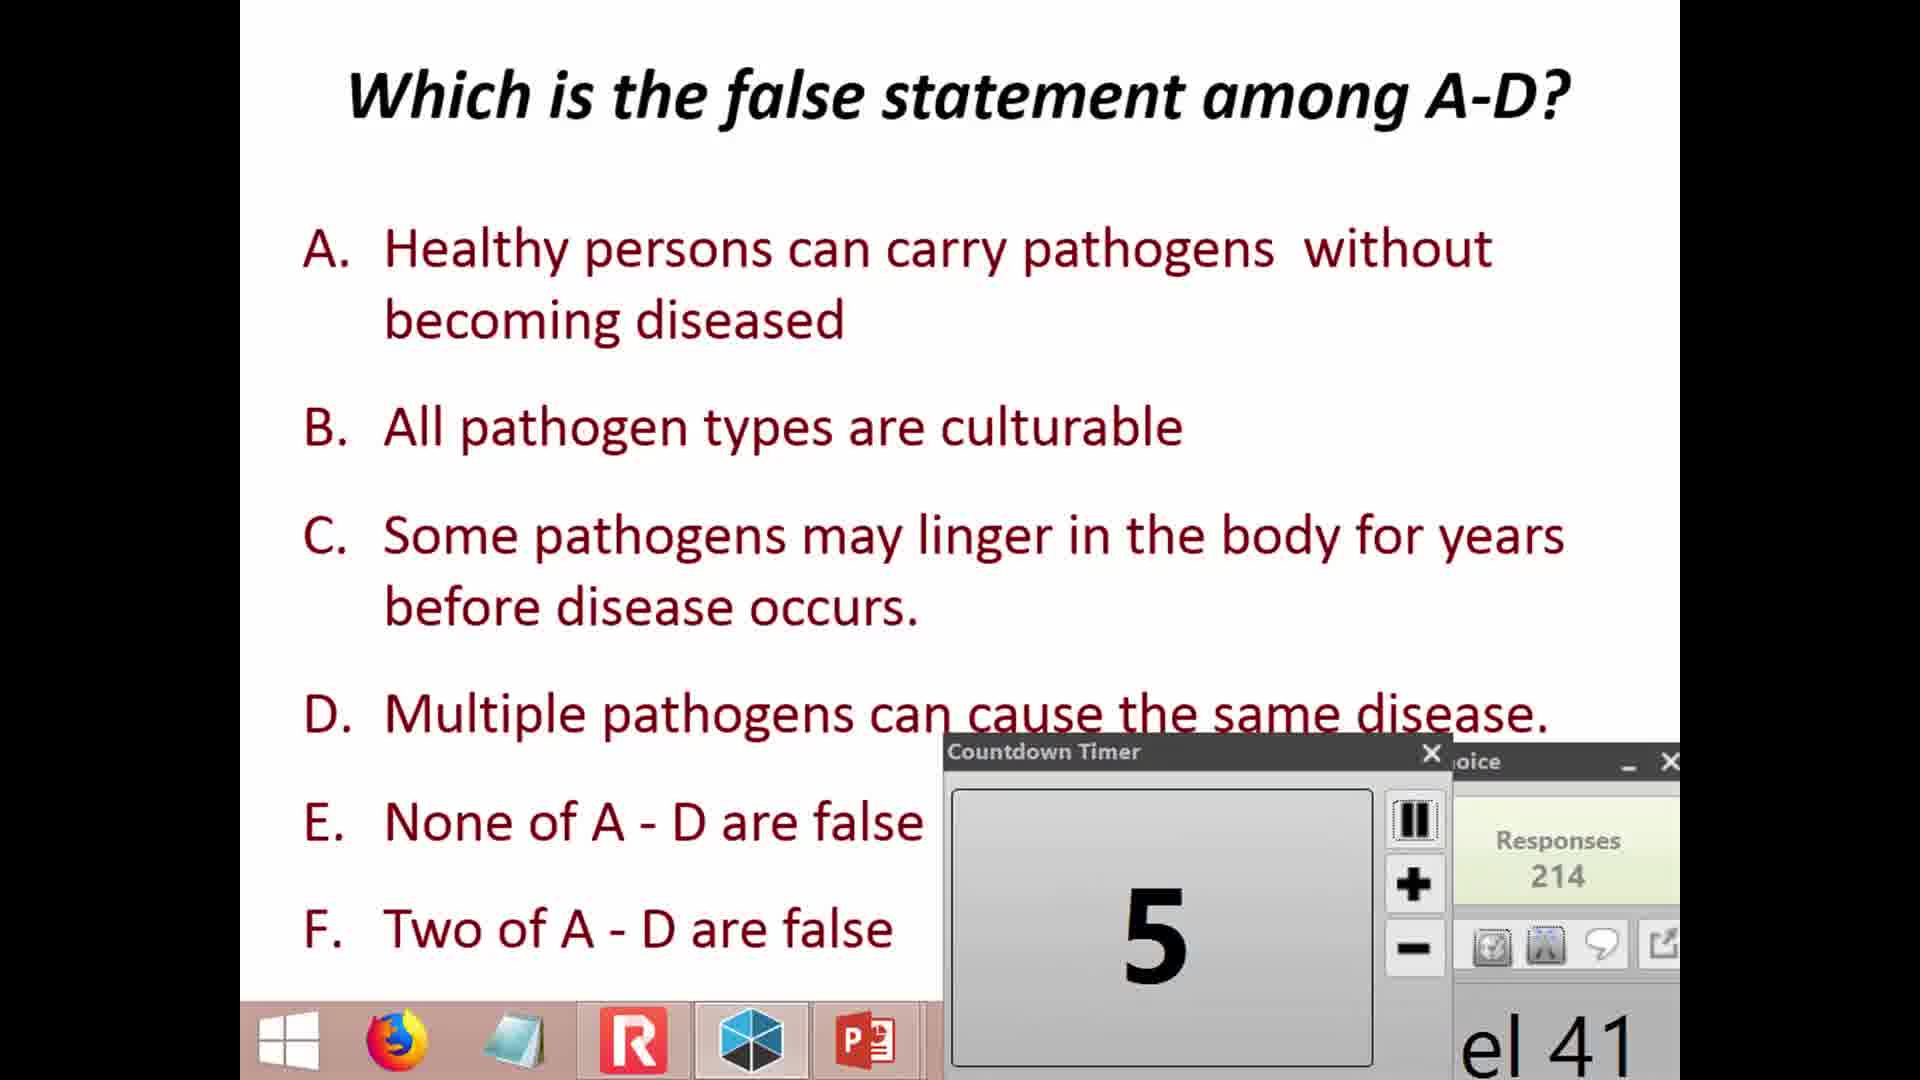 Which is the false statement among A-D?
A. Healthy persons can carry pathogens without
becoming diseased
B. All pathogen types are culturable
C. Some pathogens may linger in the body for years
before disease occurs.
D. Multiple pathogens can cause the same disease.
E. None of A - D are false
F. Two of A - D are false
Countdown Timer
5
oice
Responses
214
el 41